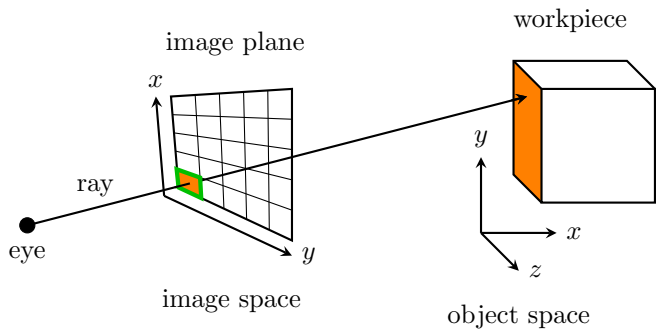 workpiece
image plane
x
y
ray
x
eye
y
z
image space
object space